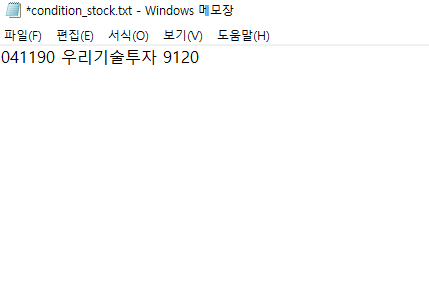 *condition_stock.txt - Windows 메모장
파일(F) 편집(E) 서식(O) 보기(V) 도움말(H)
041190 우리기술투자 9120